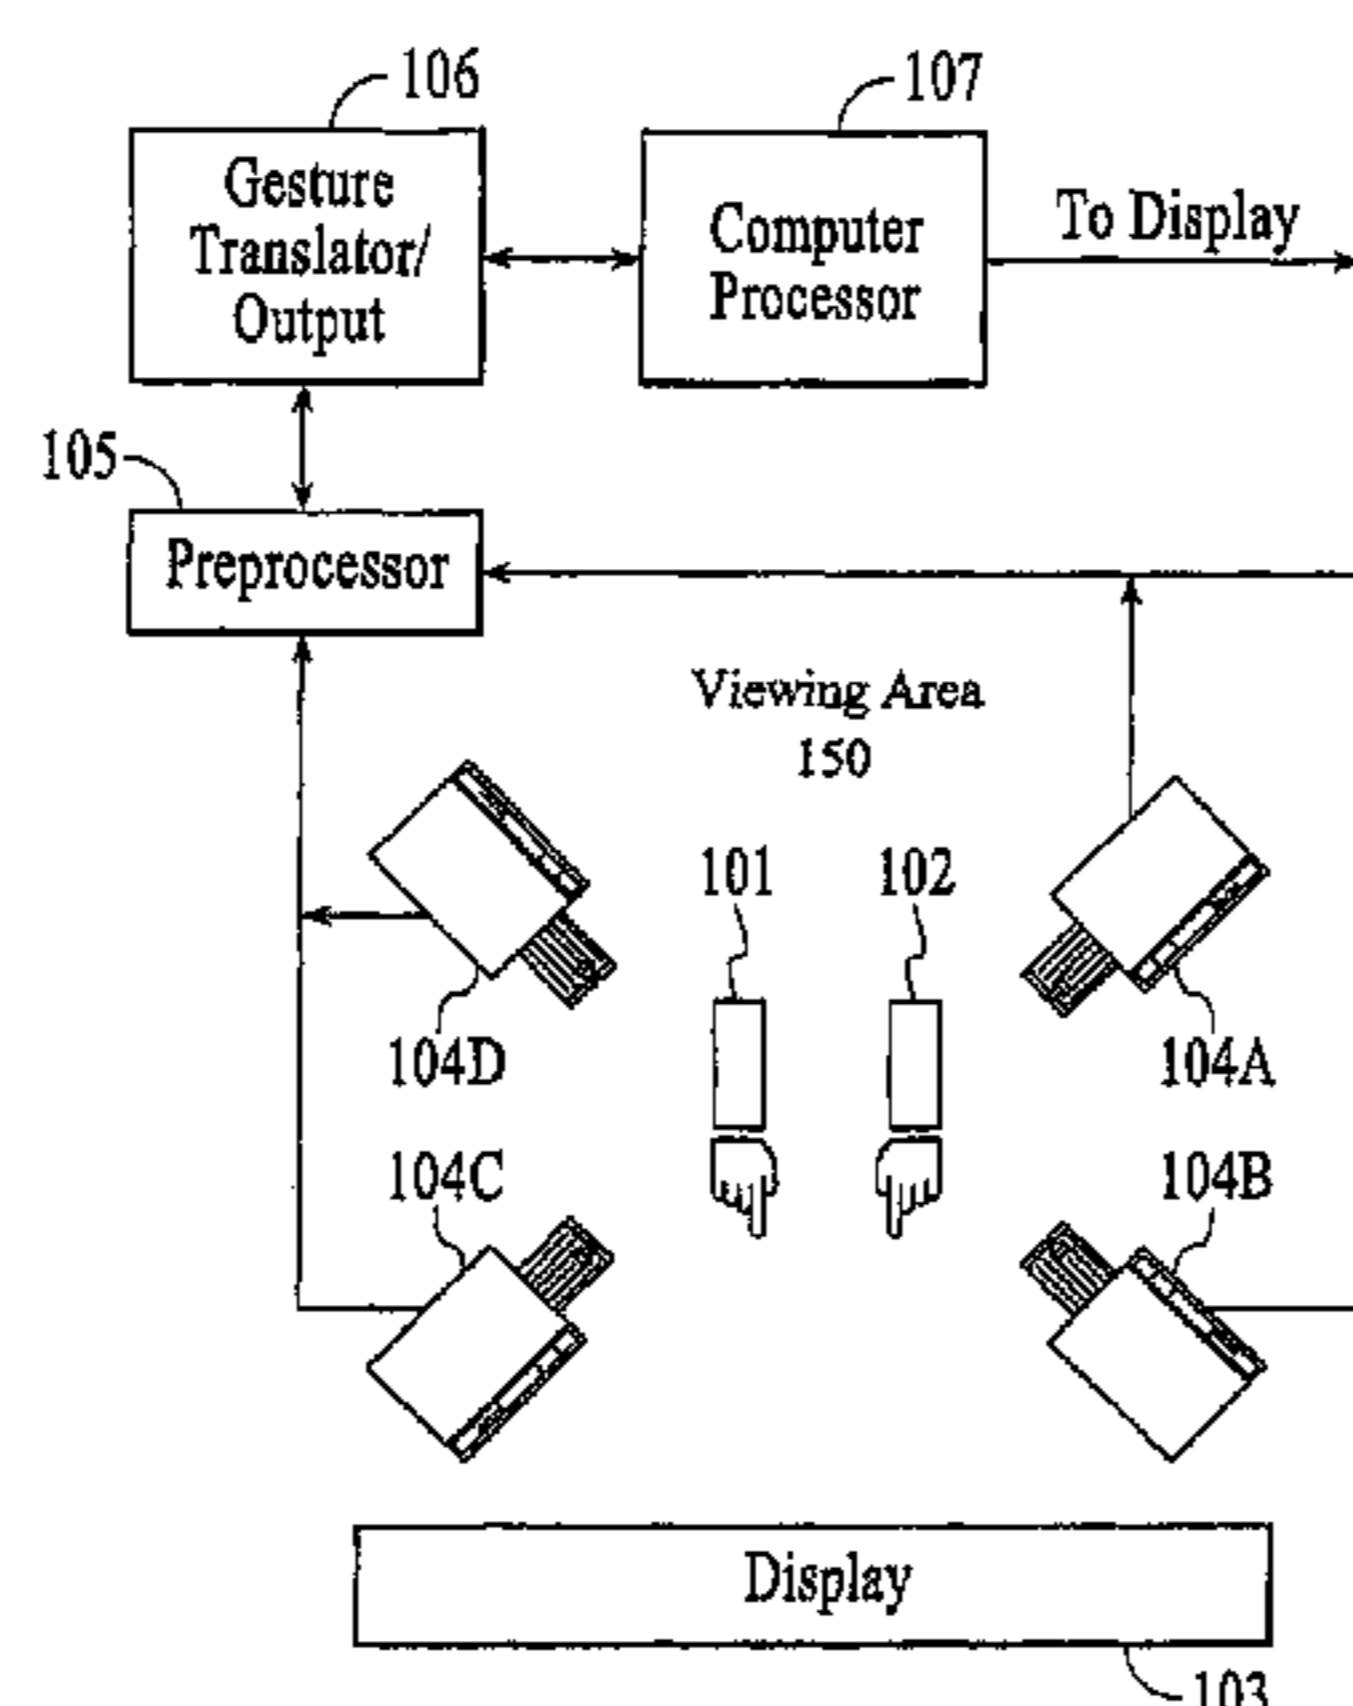 106
107
Gesture
Translator/
Output
Computer
Processor
To Display
105
Preprocessor
Viewing Area
150
101
102
104D
104A
104C
104B
Display
103